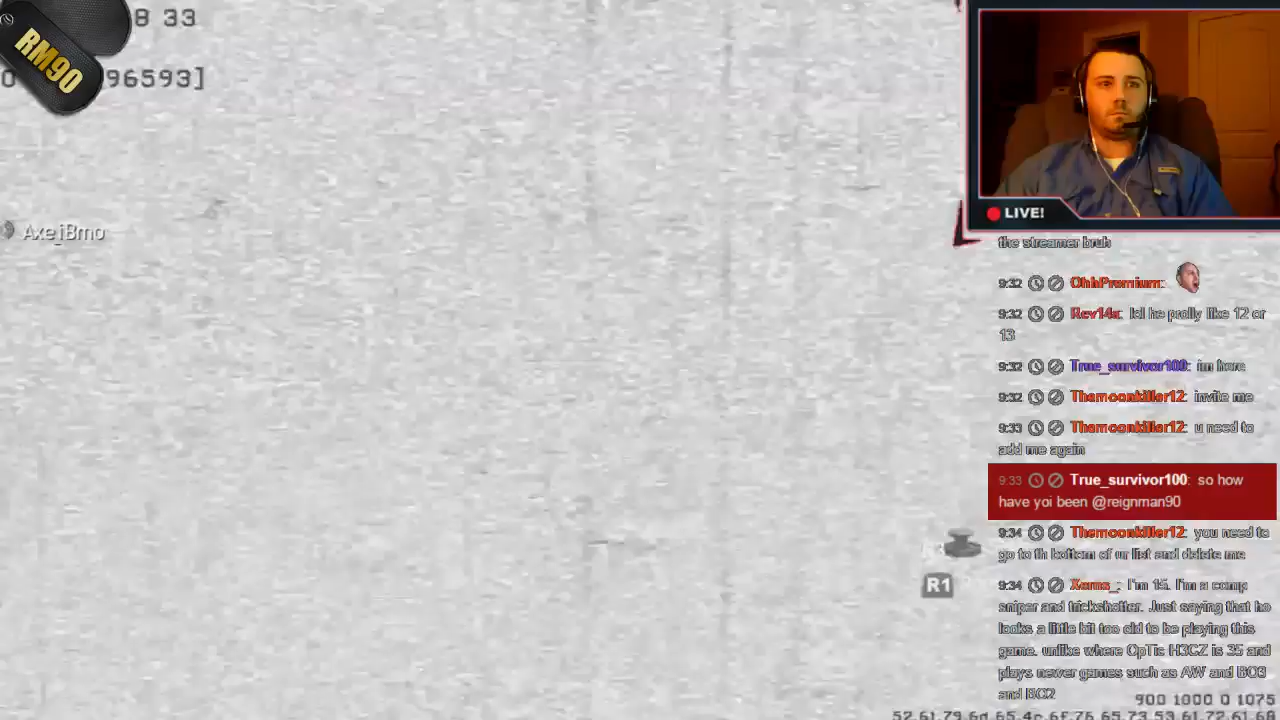 8 33
RM90
96593]
AxejBmo
LIVE!
the streamer bruh
9:32 OhhPremium:
9:32 Rev14x: lol he prolly like 12 or
13
9:32 True_survivor100: im here
9:32 Themoonkiller12: invite me
9:33 Themoonkiller12: u need to
add me again
9:33 True_survivor100: so how
have yoi been @reignman90
9:34 Themoonkiller12: you need to
go to th bottom of ur list and delete me
R1
9:34 Xems_: I'm 15. I'm a comp
sniper and trickshotter. Just saying that he
looks a little bit too old to be playing this
game. unlike where OpTic H3CZ is 35 and
plays newer games such as AW and BO3
and BO2
900 1000 0 1075